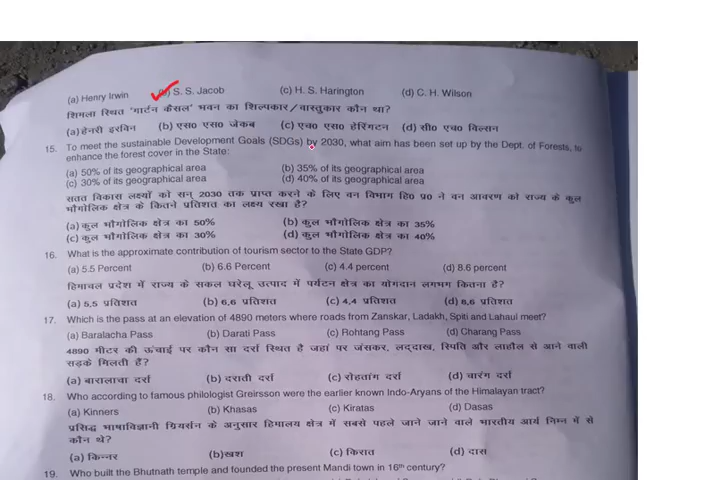 (a) Henry Irwin (b) S. S. Jacob (c) H. S. Harington (d) C. H. Wilson
शिमला स्थित 'गार्टन कैसल' भवन का शिल्पकार/वास्तुकार कौन था?
(a) हेनरी इरविन (b) एस० एस० जेकब (c) एच० एस० हेरिंगटन (d) सी० एच० विल्सन
15. To meet the sustainable Development Goals (SDGs) by 2030, what aim has been set up by the Dept. of Forests, to
enhance the forest cover in the State:
(a) 50% of its geographical area (b) 35% of its geographical area
(c) 30% of its geographical area (d) 40% of its geographical area
सतत विकास लक्ष्यों को सन् 2030 तक प्राप्त करने के लिए वन विभाग हि० प्र० ने वन आवरण को राज्य के कुल
भौगोलिक क्षेत्र के कितने प्रतिशत का लक्ष्य रखा है?
(a) कुल भौगोलिक क्षेत्र का 50% (b) कुल भौगोलिक क्षेत्र का 35%
(c) कुल भौगोलिक क्षेत्र का 30% (d) कुल भौगोलिक क्षेत्र का 40%
16. What is the approximate contribution of tourism sector to the State GDP?
(a) 5.5 Percent (b) 6.6 Percent (c) 4.4 percent (d) 8.6 percent
हिमाचल प्रदेश में राज्य के सकल घरेलू उत्पाद में पर्यटन क्षेत्र का योगदान लगभग कितना है?
(a) 5.5 प्रतिशत (b) 6.6 प्रतिशत (c) 4.4 प्रतिशत (d) 8.6 प्रतिशत
17. Which is the pass at an elevation of 4890 meters where roads from Zanskar, Ladakh, Spiti and Lahaul meet?
(a) Baralacha Pass (b) Darati Pass (c) Rohtang Pass (d) Charang Pass
4890 मीटर की ऊंचाई पर कौन सा दर्रा स्थित है जहां पर जंसकर, लद्दाख, स्पिति और लाहौल से आने वाली
सड़के मिलती हैं?
(a) बारालाचा दर्रा (b) दराती दर्रा (c) रोहतांग दर्रा (d) चारंग दर्रा
18. Who according to famous philologist Greirsson were the earlier known Indo-Aryans of the Himalayan tract?
(a) Kinners (b) Khasas (c) Kiratas (d) Dasas
प्रसिद्ध भाषाविज्ञानी ग्रियर्सन के अनुसार हिमालय क्षेत्र में सबसे पहले जाने जाने वाले भारतीय आर्य निम्न में से
कौन थे?
(a) किन्नर (b) खश (c) किरात (d) दास
19. Who built the Bhutnath temple and founded the present Mandi town in 16th century?